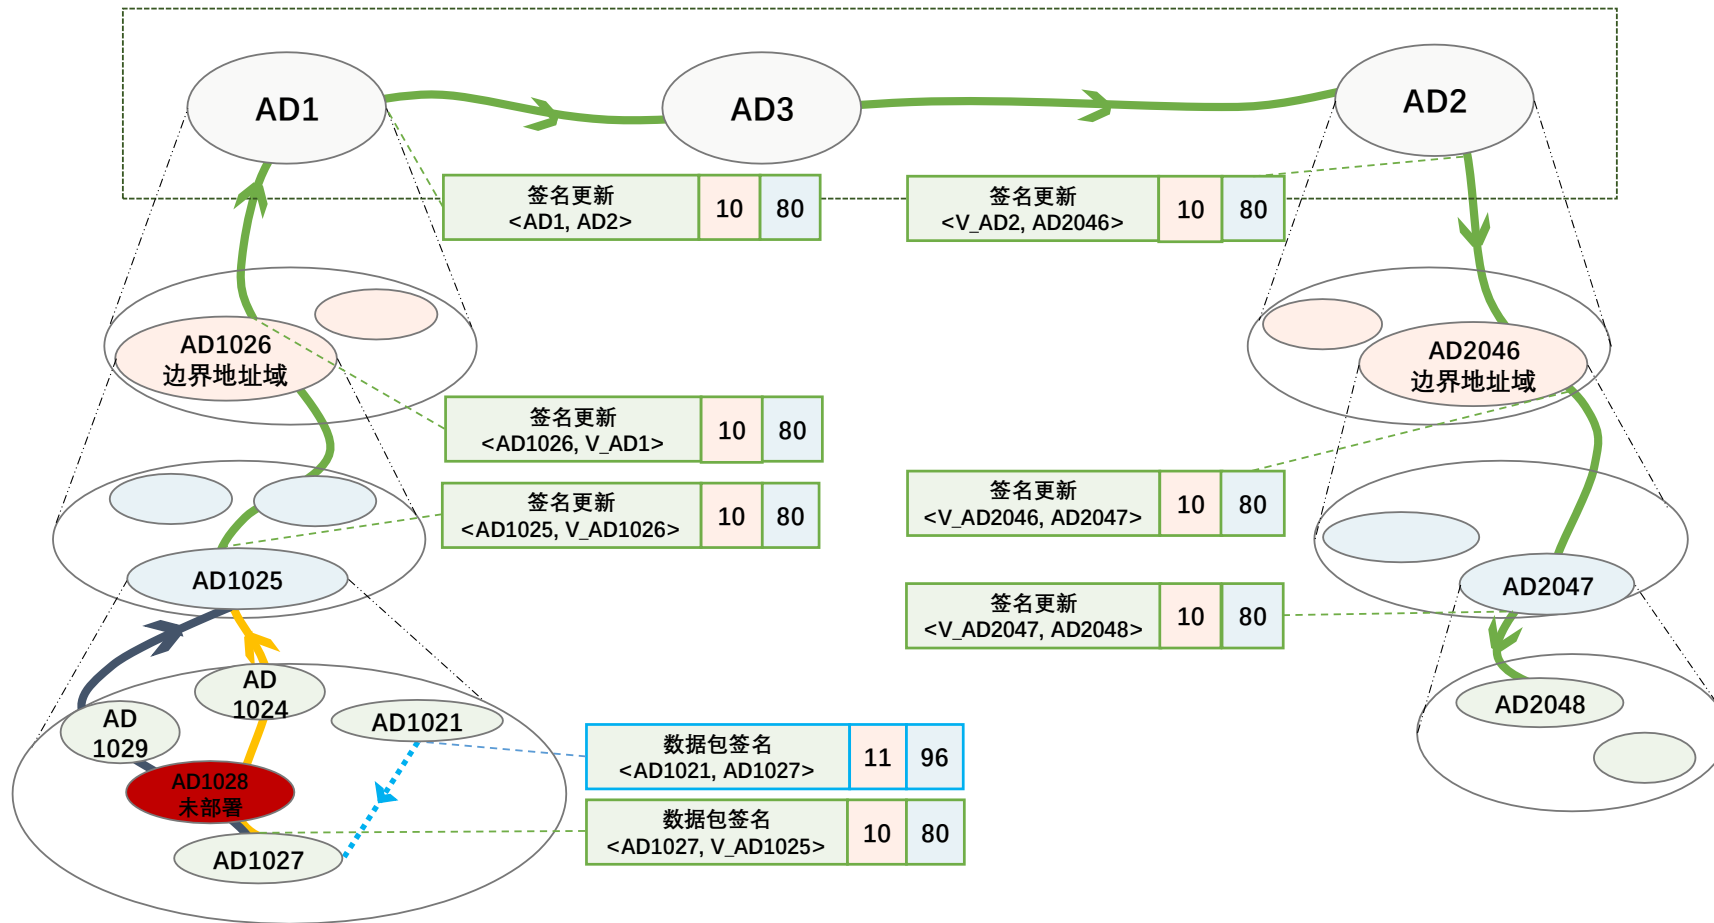 AD1
AD3
AD2
签名更新
<AD1, AD2>
10
80
签名更新
<V_AD2, AD2046>
10
80
AD1026
边界地址域
AD2046
边界地址域
签名更新
<AD1026, V_AD1>
10
80
签名更新
<AD1025, V_AD1026>
10
80
签名更新
<V_AD2046, AD2047>
10
80
AD1025
AD2047
签名更新
<V_AD2047, AD2048>
10
80
AD
1024
AD
1029
AD1021
AD2048
AD1028
未部署
AD1027
数据包签名
<AD1021, AD1027>
11
96
数据包签名
<AD1027, V_AD1025>
10
80